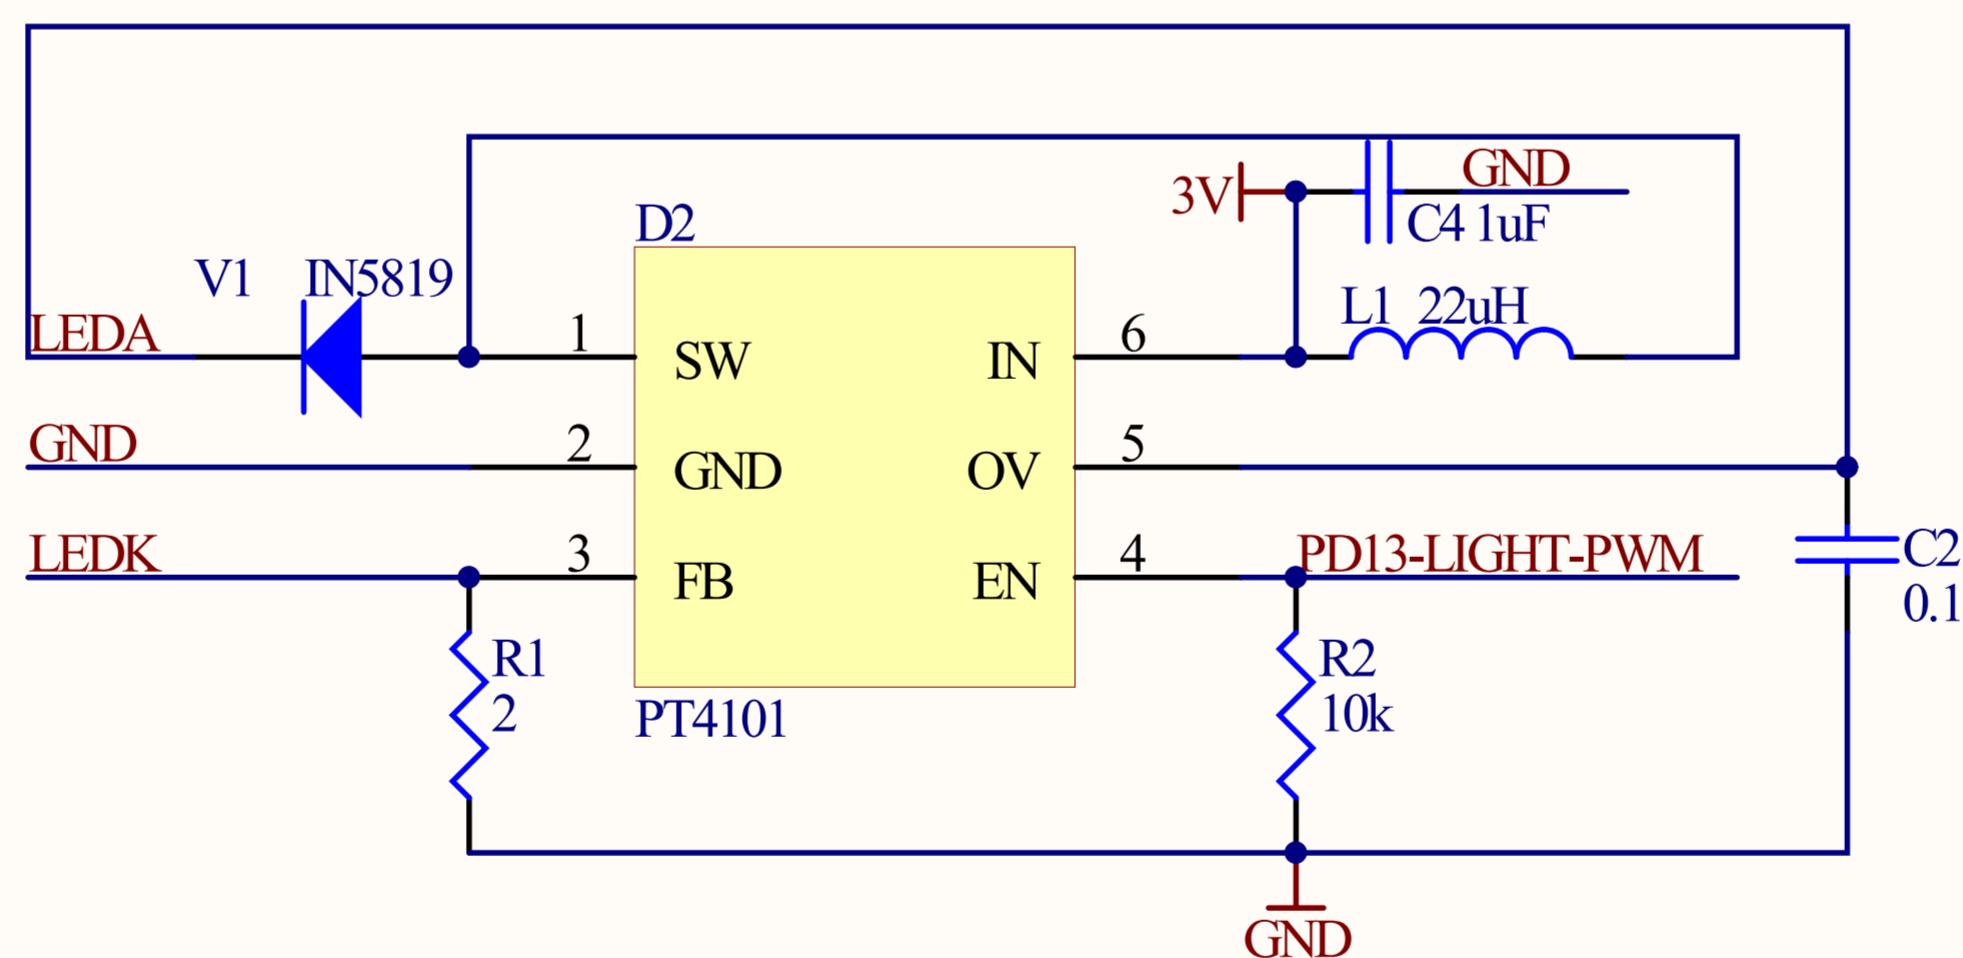 GND
3V
C4 1uF
D2
V1 IN5819
L1 22uH
LEDA
1
SW
IN
6
GND
2
GND
OV
5
LEDK
3
FB
EN
4
PD13-LIGHT-PWM
C2
0.1
R1
2
R2
10k
PT4101
GND